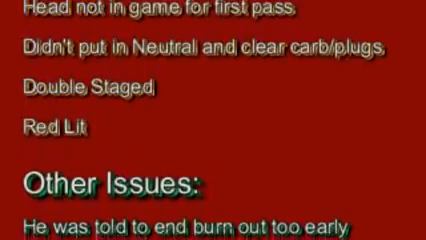 Head not in game for first pass.
Didn't put in Neutral and clear carb/plugs.
Double Staged
Red Lit
Other Issues:
He was told to end burn out too early